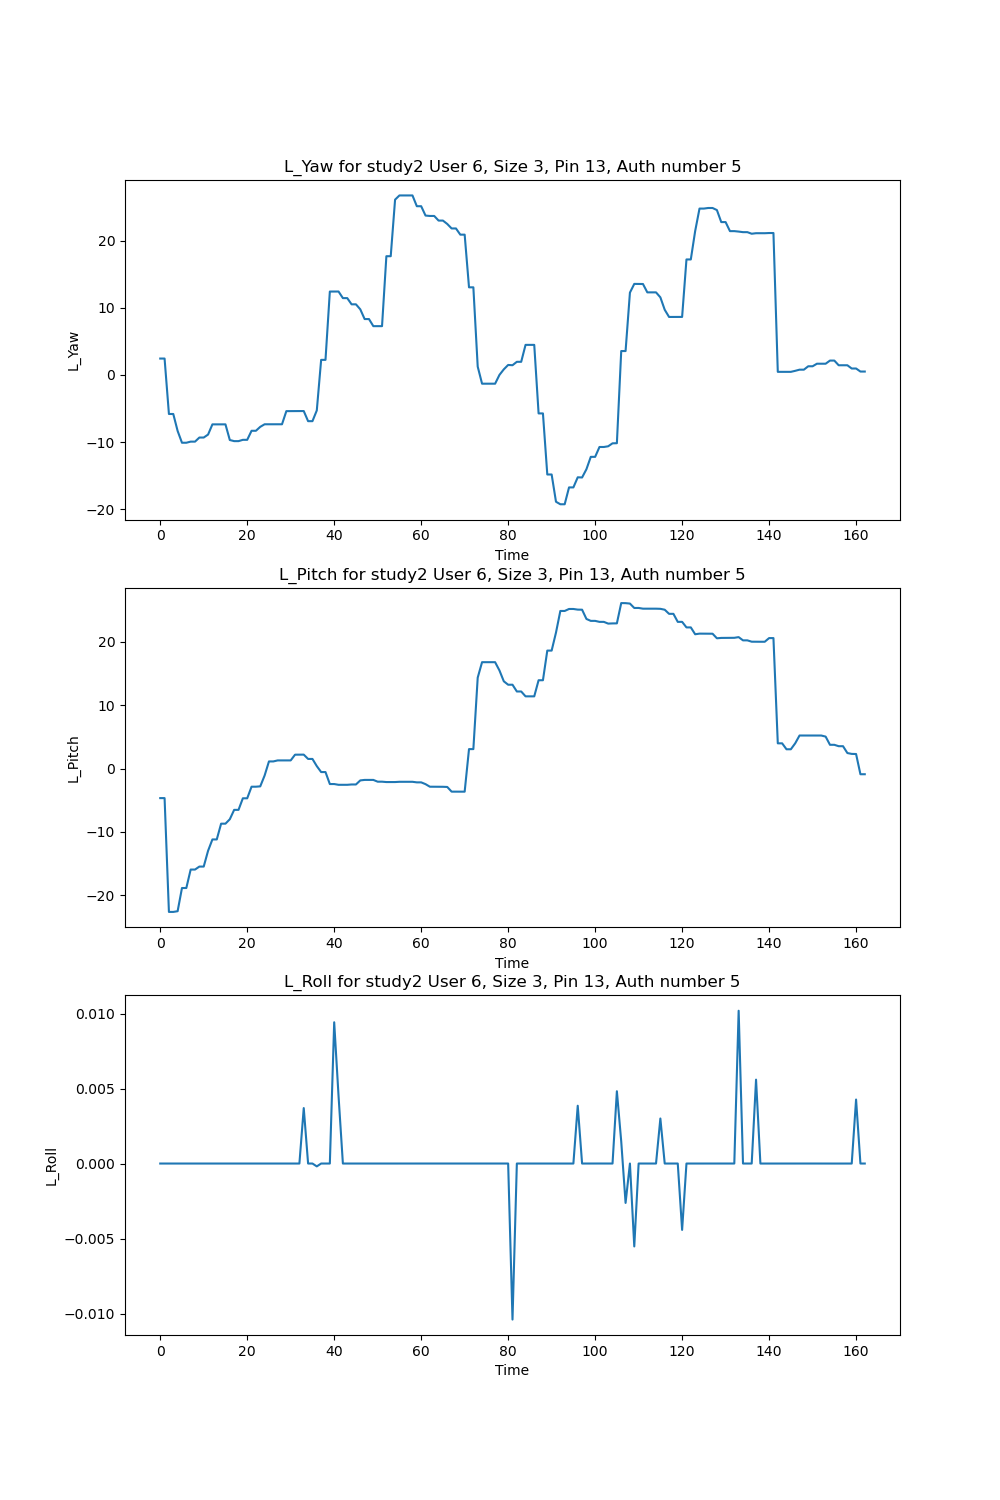 L_Yaw for study2 User 6, Size 3, Pin 13, Auth number 5
20
10
0
−10
−20
L_Yaw
0 20 40 60 80 100 120 140 160
Time
L_Pitch for study2 User 6, Size 3, Pin 13, Auth number 5
20
10
0
−10
−20
L_Pitch
0 20 40 60 80 100 120 140 160
Time
L_Roll for study2 User 6, Size 3, Pin 13, Auth number 5
0.010
0.005
0.000
−0.005
−0.010
L_Roll
0 20 40 60 80 100 120 140 160
Time